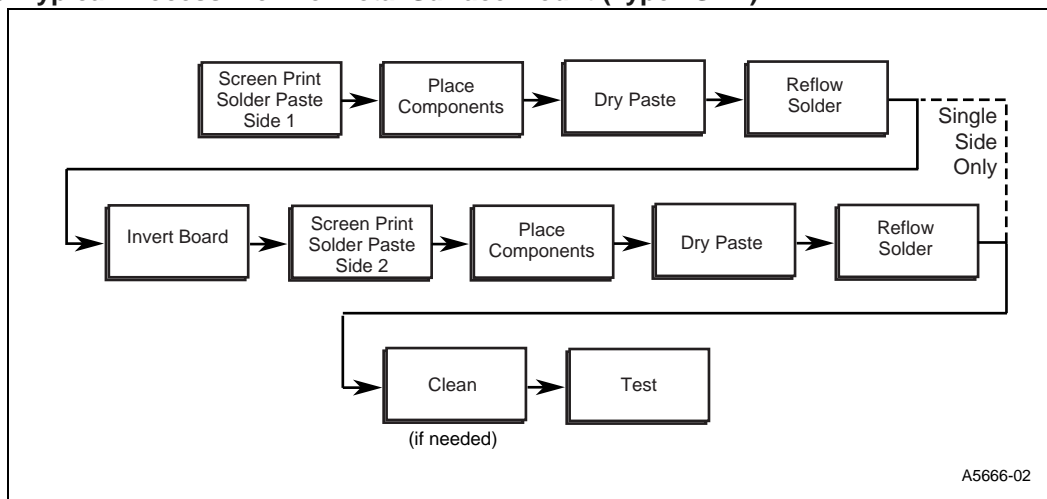 Screen Print
Solder Paste
Side 1
Place
Components
Dry Paste
Reflow
Solder
Single
Side
Only
Invert Board
Screen Print
Solder Paste
Side 2
Place
Components
Dry Paste
Reflow
Solder
Clean
(if needed)
Test
A5666-02